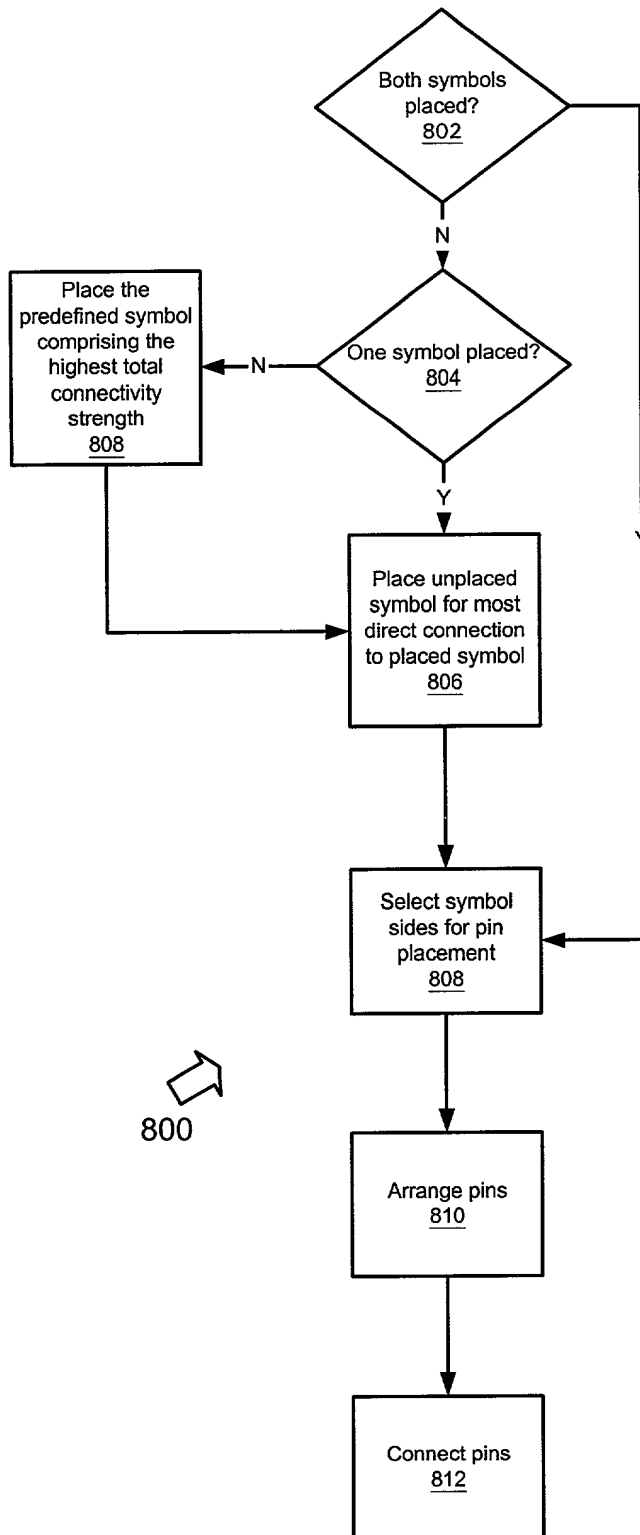 Both symbols
placed?
802
N
One symbol placed?
804
N
Place the
predefined symbol
comprising the
highest total
connectivity
strength
808
Y
Place unplaced
symbol for most
direct connection
to placed symbol
806
Select symbol
sides for pin
placement
808
800
Arrange pins
810
Connect pins
812